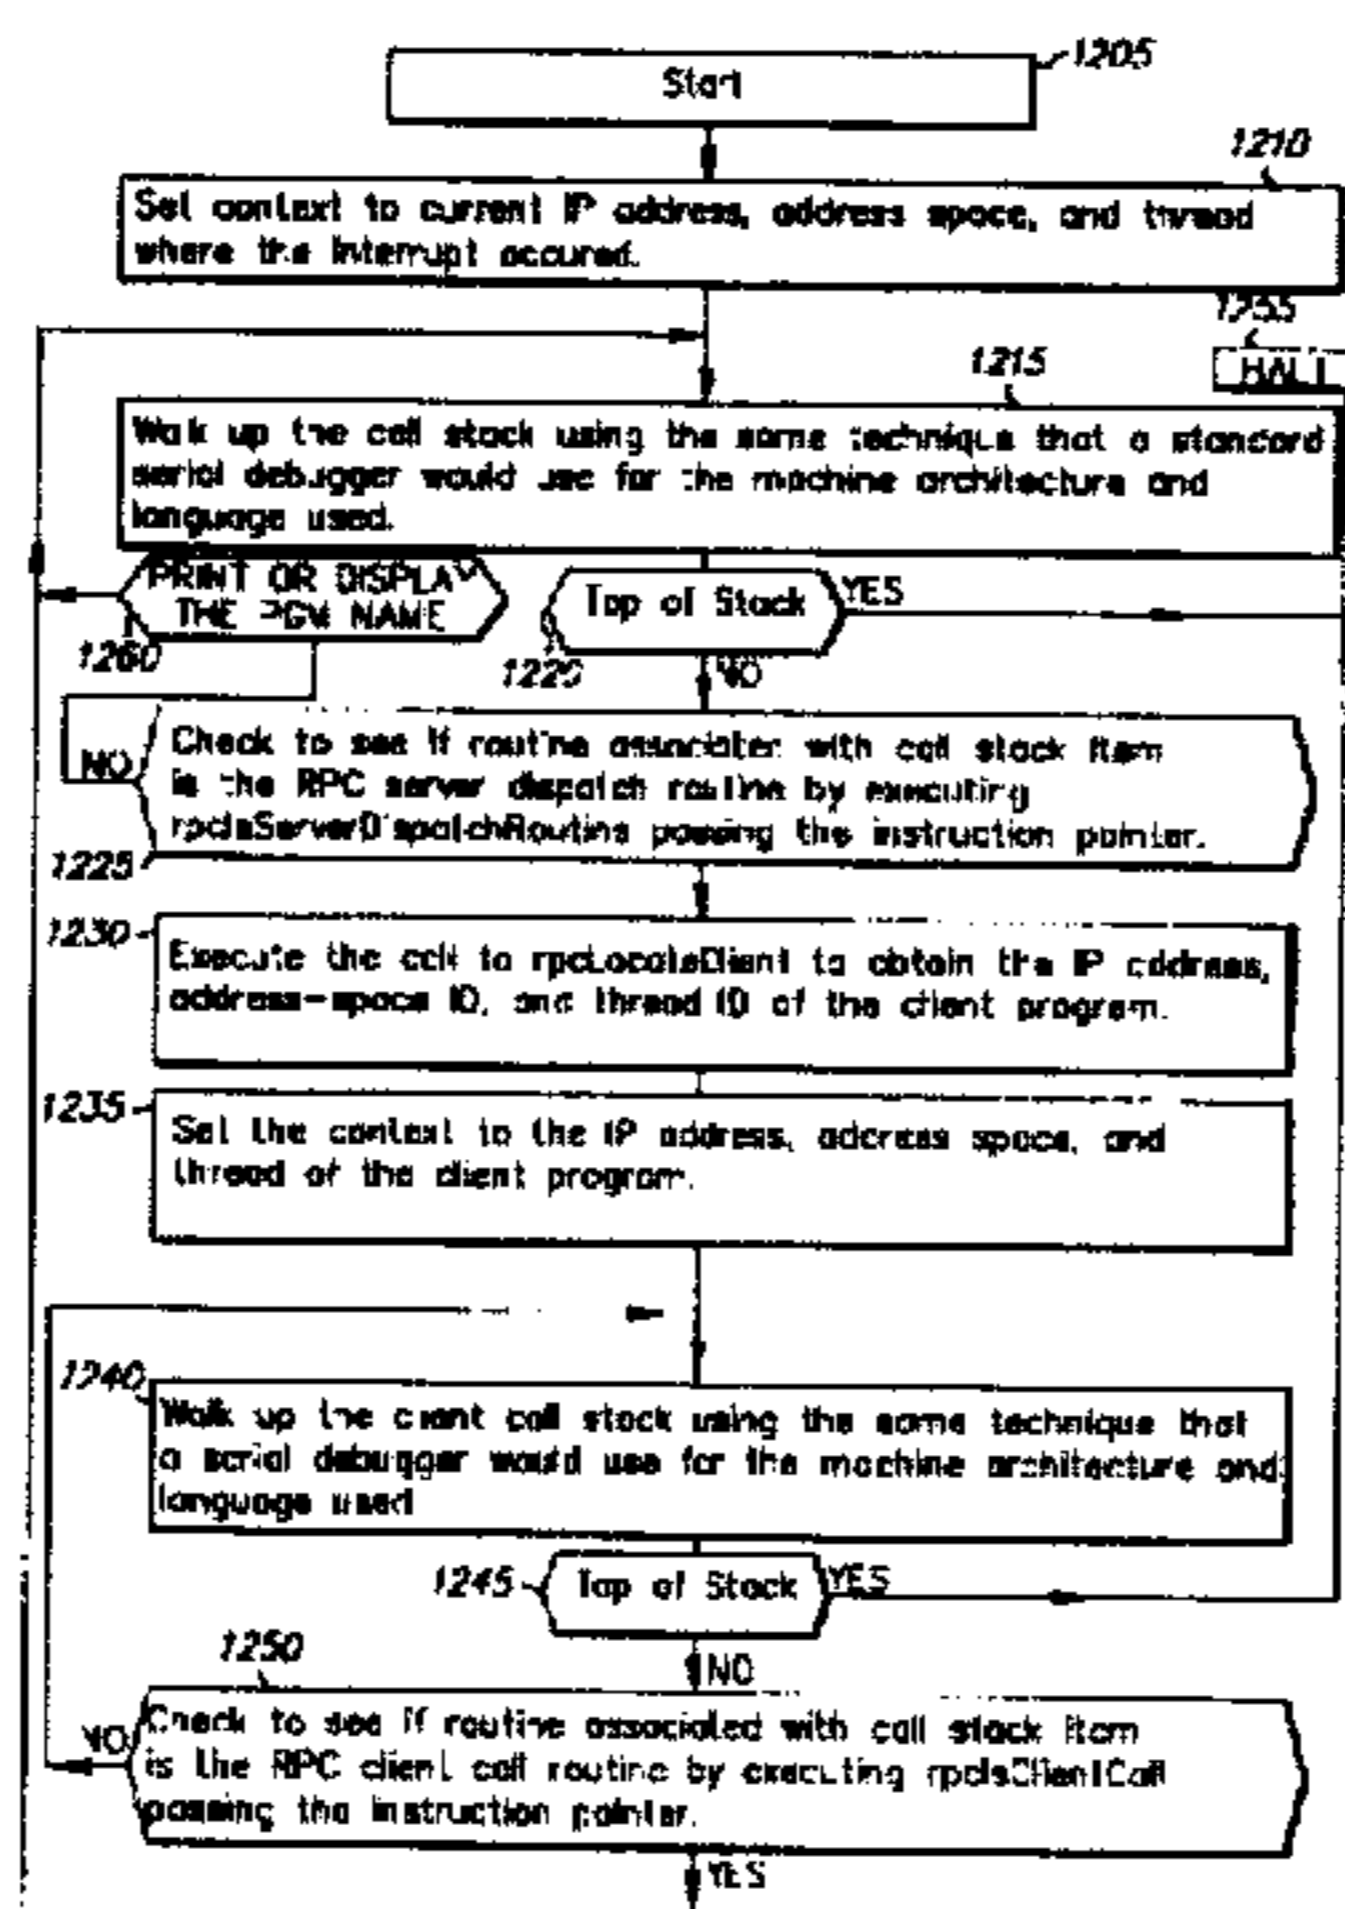 Start
1205
1210
Set context to current IP address, address space, and thread
where the interrupt occured.
1255
HALT
1215
Walk up the call stack using the same technique that a standard
serial debugger would use for the machine architecture and
language used.
PRINT OR DISPLAY
THE PGM NAME
1260
Top of Stack
YES
1220
NO
NO
Check to see if routine associated with call stack item
is the RPC server dispatch routine by executing
rpcIsServerDispatchRoutine passing the instruction pointer.
1225
1230
Execute the call to rpcLocateClient to obtain the IP address,
address-space ID, and thread ID of the client program.
1235
Set the context to the IP address, address space, and
thread of the client program.
1240
Walk up the client call stack using the same technique that
a serial debugger would use for the machine architecture and
language used
1245
Top of Stack
YES
1250
NO
NO
Check to see if routine associated with call stack item
is the RPC client call routine by executing rpcIsClientCall
passing the instruction pointer.
YES